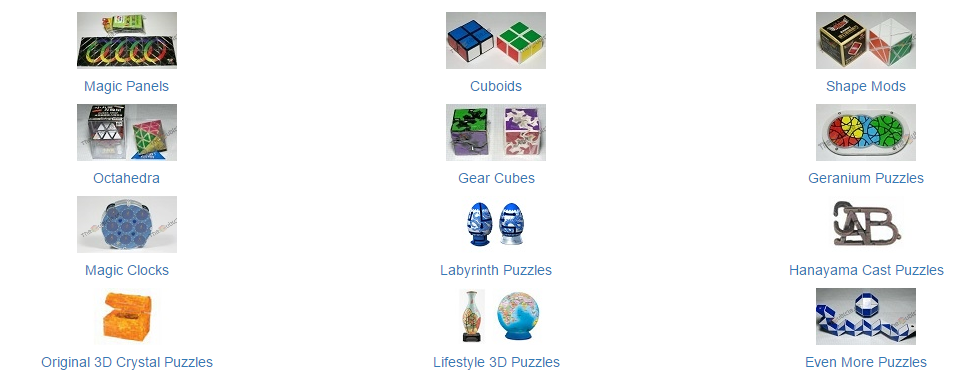 Magic Panels
Cuboids
Shape Mods
Octahedra
Gear Cubes
Geranium Puzzles
Magic Clocks
Labyrinth Puzzles
Hanayama Cast Puzzles
Original 3D Crystal Puzzles
Lifestyle 3D Puzzles
Even More Puzzles